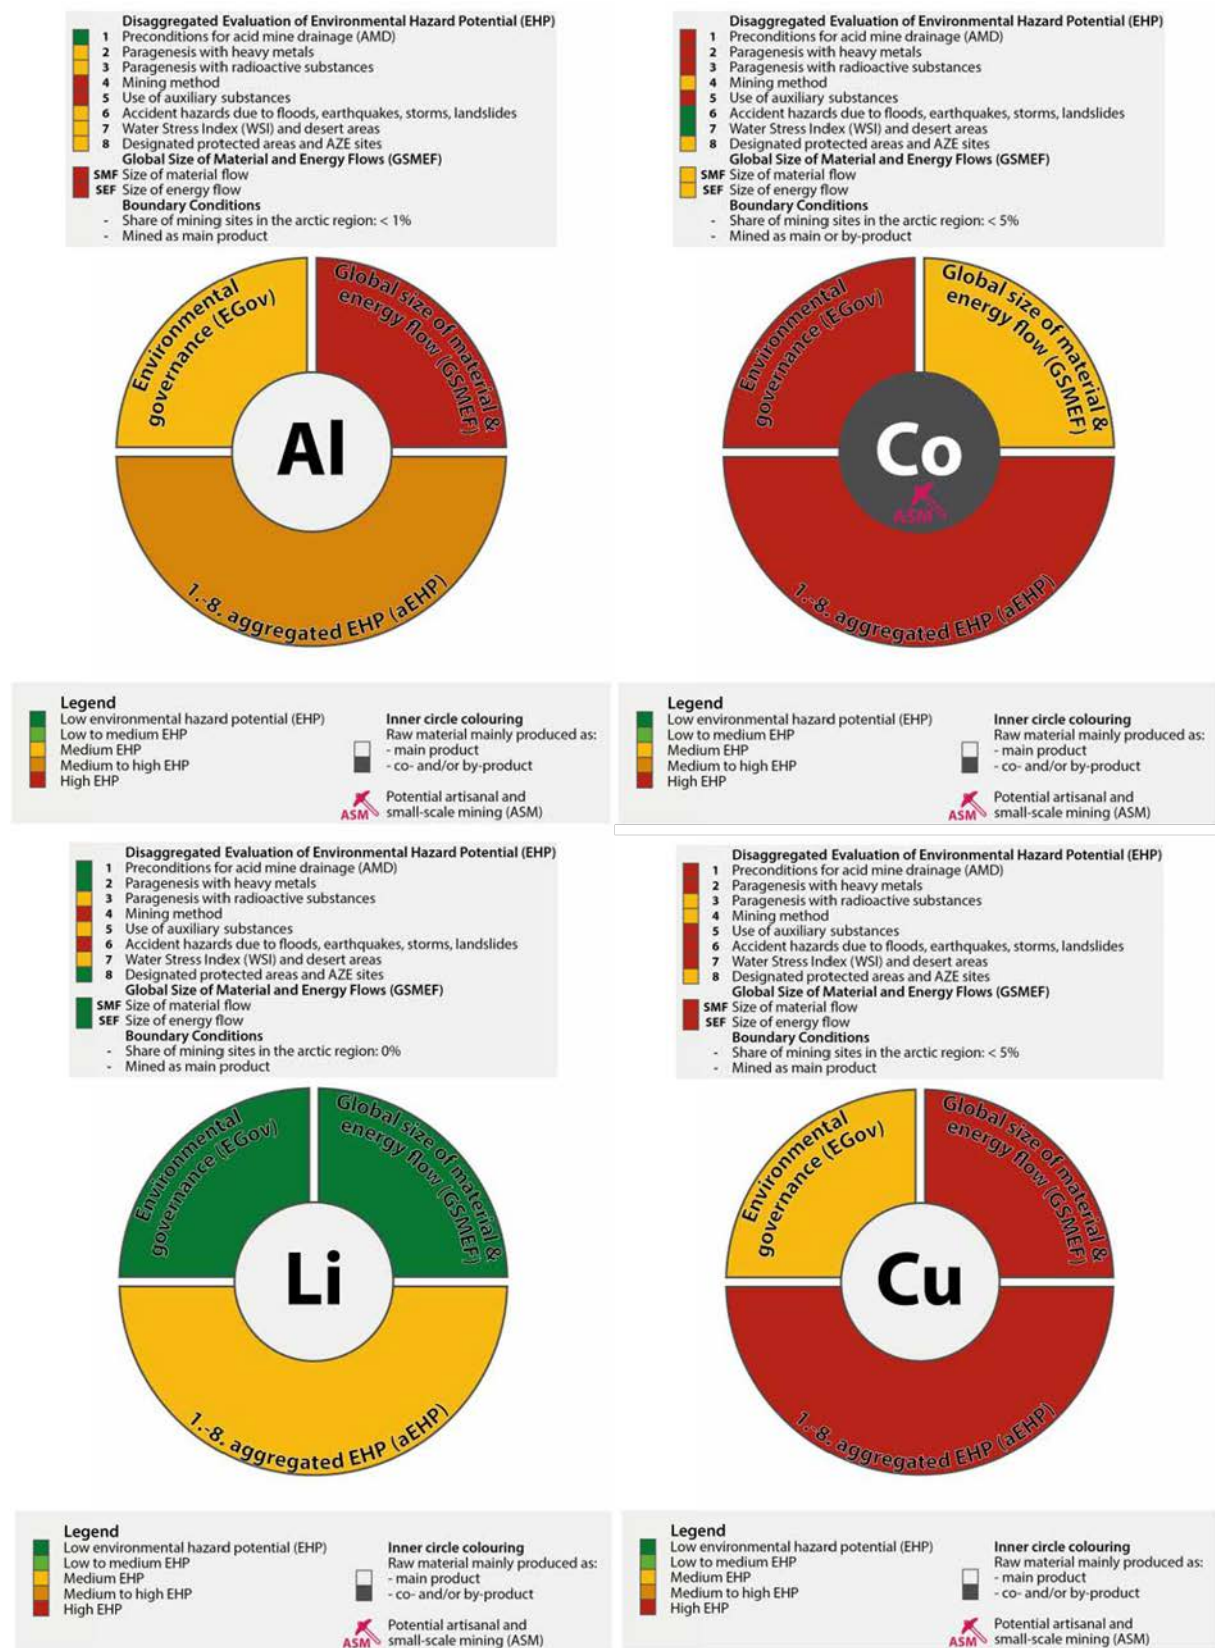 Disaggregated Evaluation of Environmental Hazard Potential (EHP)
1 Preconditions for acid mine drainage (AMD)
2 Paragenesis with heavy metals
3 Paragenesis with radioactive substances
4 Mining method
5 Use of auxiliary substances
6 Accident hazards due to floods, earthquakes, storms, landslides
7 Water Stress Index (WSI) and desert areas
8 Designated protected areas and AZE sites
Global Size of Material and Energy Flows (GSMEF)
SMF Size of material flow
SEF Size of energy flow
Boundary Conditions
- Share of mining sites in the arctic region: < 1%
- Mined as main product
Environmental
governance (EGov)
Global size of material &
energy flow (GSMEF)
Al
1.-8. aggregated EHP (aEHP)
Legend
Low environmental hazard potential (EHP)
Low to medium EHP
Medium EHP
Medium to high EHP
High EHP
Inner circle colouring
Raw material mainly produced as:
- main product
- co- and/or by-product
ASM
Potential artisanal and
small-scale mining (ASM)
Disaggregated Evaluation of Environmental Hazard Potential (EHP)
1 Preconditions for acid mine drainage (AMD)
2 Paragenesis with heavy metals
3 Paragenesis with radioactive substances
4 Mining method
5 Use of auxiliary substances
6 Accident hazards due to floods, earthquakes, storms, landslides
7 Water Stress Index (WSI) and desert areas
8 Designated protected areas and AZE sites
Global Size of Material and Energy Flows (GSMEF)
SMF Size of material flow
SEF Size of energy flow
Boundary Conditions
- Share of mining sites in the arctic region: < 5%
- Mined as main or by-product
Environmental
governance (EGov)
Global size of material &
energy flow (GSMEF)
Co
ASM
1.-8. aggregated EHP (aEHP)
Legend
Low environmental hazard potential (EHP)
Low to medium EHP
Medium EHP
Medium to high EHP
High EHP
Inner circle colouring
Raw material mainly produced as:
- main product
- co- and/or by-product
ASM
Potential artisanal and
small-scale mining (ASM)
Disaggregated Evaluation of Environmental Hazard Potential (EHP)
1 Preconditions for acid mine drainage (AMD)
2 Paragenesis with heavy metals
3 Paragenesis with radioactive substances
4 Mining method
5 Use of auxiliary substances
6 Accident hazards due to floods, earthquakes, storms, landslides
7 Water Stress Index (WSI) and desert areas
8 Designated protected areas and AZE sites
Global Size of Material and Energy Flows (GSMEF)
SMF Size of material flow
SEF Size of energy flow
Boundary Conditions
- Share of mining sites in the arctic region: 0%
- Mined as main product
Environmental
governance (EGov)
Global size of material &
energy flow (GSMEF)
Li
1.-8. aggregated EHP (aEHP)
Legend
Low environmental hazard potential (EHP)
Low to medium EHP
Medium EHP
Medium to high EHP
High EHP
Inner circle colouring
Raw material mainly produced as:
- main product
- co- and/or by-product
ASM
Potential artisanal and
small-scale mining (ASM)
Disaggregated Evaluation of Environmental Hazard Potential (EHP)
1 Preconditions for acid mine drainage (AMD)
2 Paragenesis with heavy metals
3 Paragenesis with radioactive substances
4 Mining method
5 Use of auxiliary substances
6 Accident hazards due to floods, earthquakes, storms, landslides
7 Water Stress Index (WSI) and desert areas
8 Designated protected areas and AZE sites
Global Size of Material and Energy Flows (GSMEF)
SMF Size of material flow
SEF Size of energy flow
Boundary Conditions
- Share of mining sites in the arctic region: < 5%
- Mined as main product
Environmental
governance (EGov)
Global size of material &
energy flow (GSMEF)
Cu
1.-8. aggregated EHP (aEHP)
Legend
Low environmental hazard potential (EHP)
Low to medium EHP
Medium EHP
Medium to high EHP
High EHP
Inner circle colouring
Raw material mainly produced as:
- main product
- co- and/or by-product
ASM
Potential artisanal and
small-scale mining (ASM)